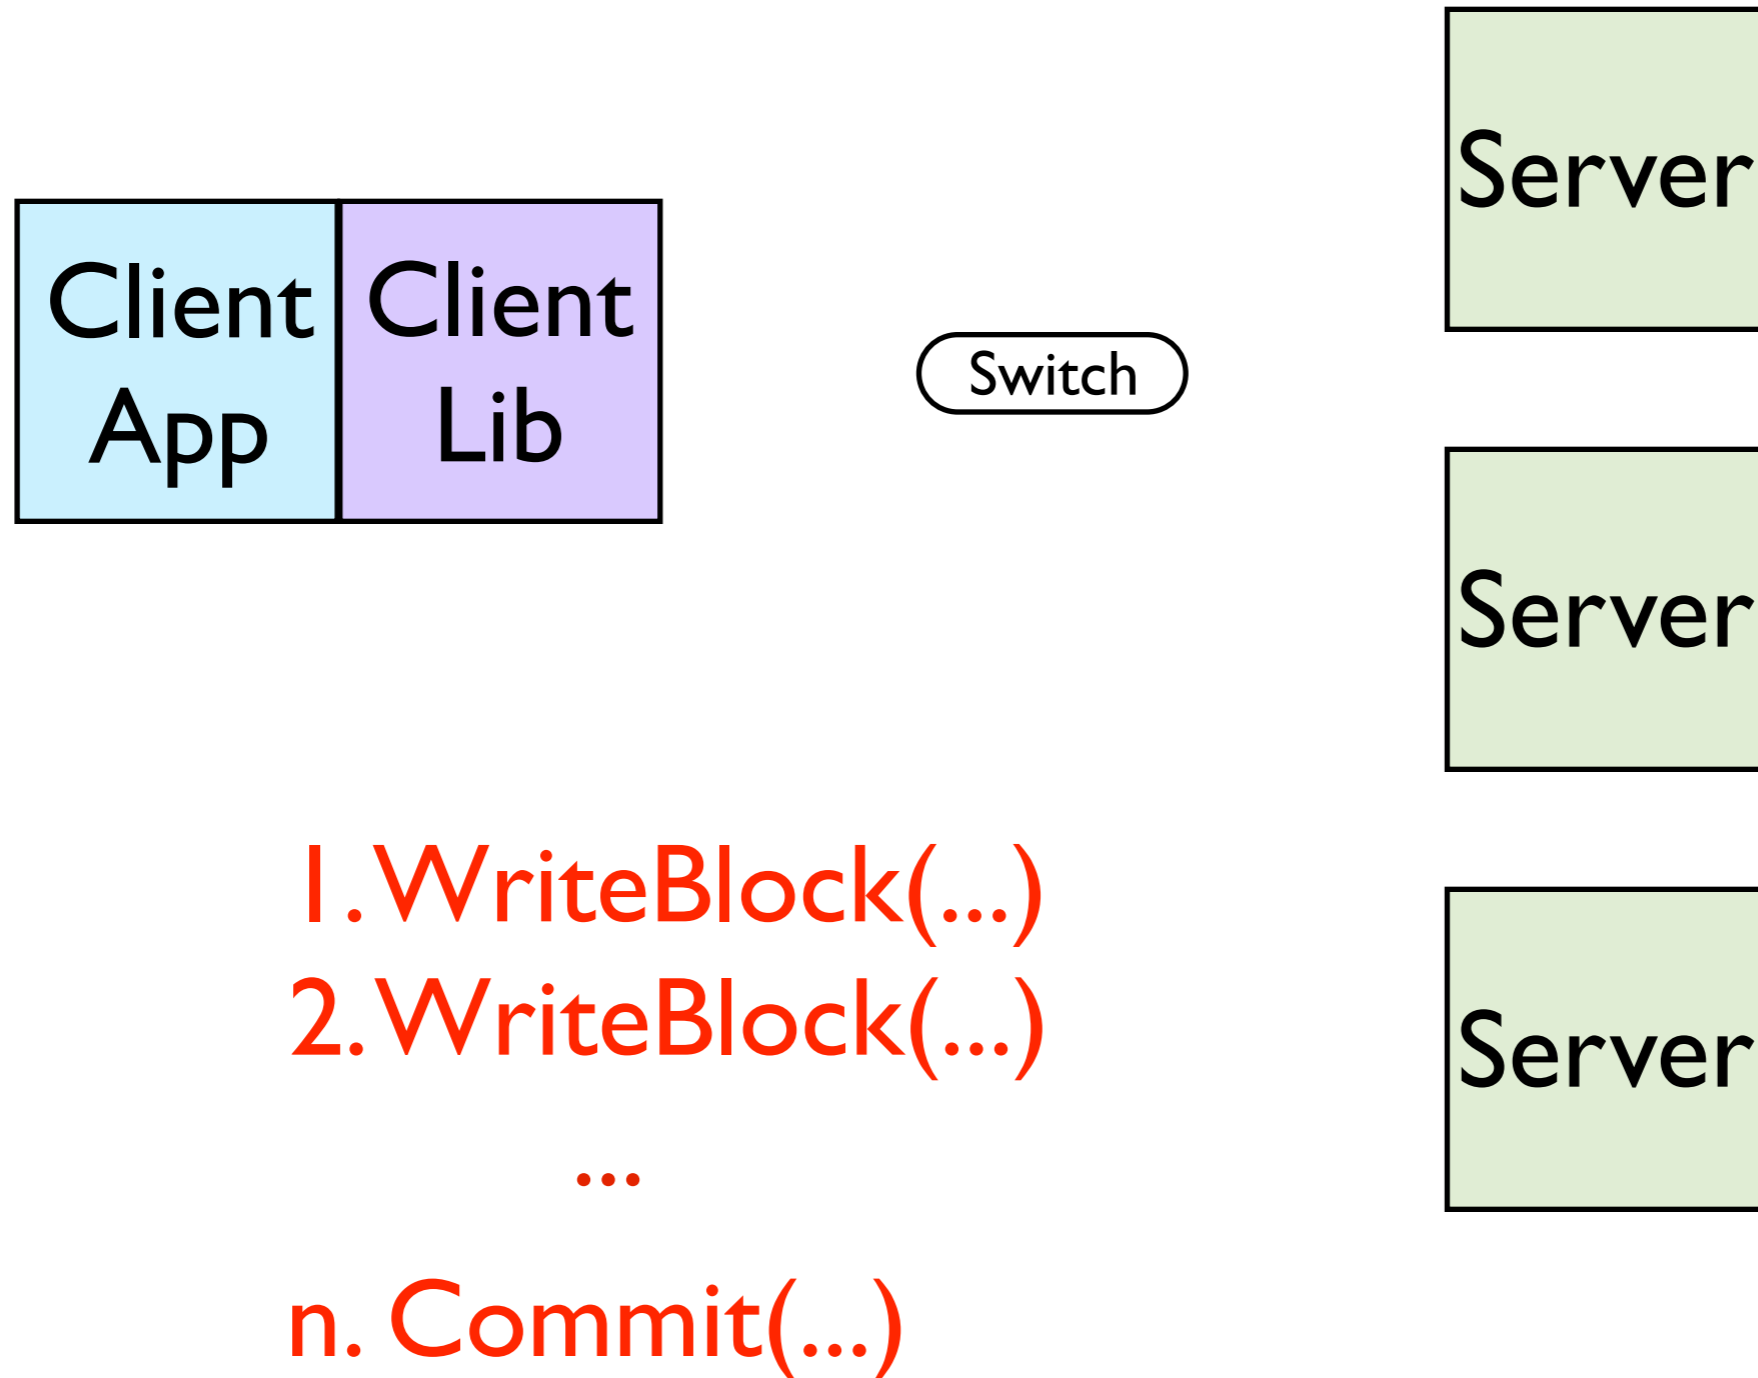 Client
App
Client
Lib
Switch
Server
Server
Server
1. WriteBlock(...)
2. WriteBlock(...)
...
n. Commit(...)